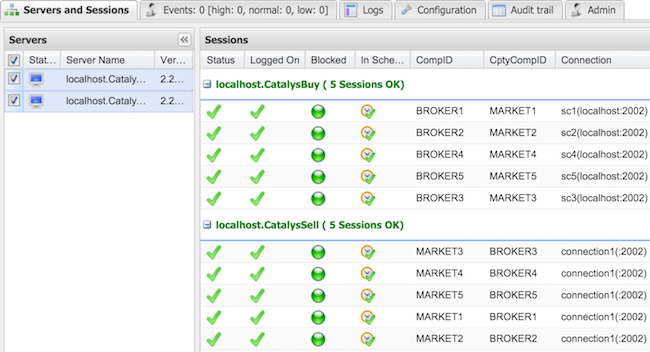 Servers and Sessions Events: 0 [high: 0, normal: 0, low: 0] Logs Configuration Audit trail Admin
Servers
Stat... Server Name Ver...
localhost.Cataly... 2.2...
localhost.Cataly... 2.2...
Sessions
Status Logged On Blocked In Sche... CompID CptyCompID Connection
localhost.CatalysBuy ( 5 Sessions OK)
BROKER1 MARKET1 sc1(localhost:2002)
BROKER2 MARKET2 sc2(localhost:2002)
BROKER4 MARKET4 sc4(localhost:2002)
BROKER5 MARKET5 sc5(localhost:2002)
BROKER3 MARKET3 sc3(localhost:2002)
localhost.CatalysSell ( 5 Sessions OK)
MARKET3 BROKER3 connection1(:2002)
MARKET4 BROKER4 connection1(:2002)
MARKET5 BROKER5 connection1(:2002)
MARKET1 BROKER1 connection1(:2002)
MARKET2 BROKER2 connection1(:2002)